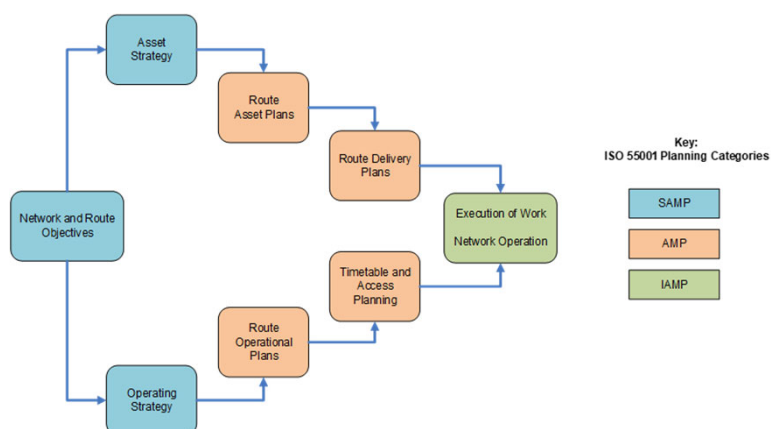 Asset
Strategy
Route
Asset Plans
Route Delivery
Plans
Network and Route
Objectives
Execution of Work
Network Operation
Timetable and
Access
Planning
Route
Operational
Plans
Operating
Strategy
Key:
ISO 55001 Planning Categories
SAMP
AMP
IAMP